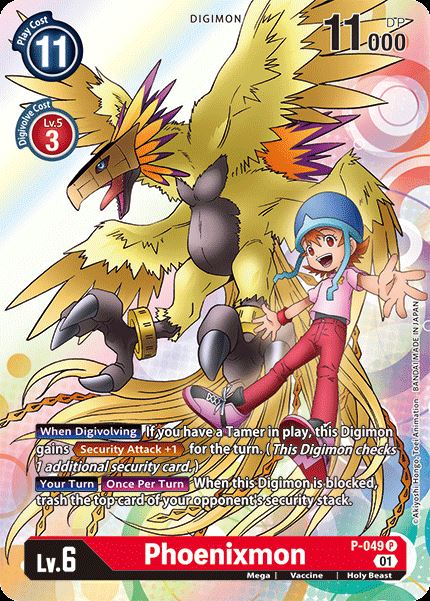 DIGIMON
Play Cost
11
11000
DP
Digivolve Cost
Lv.5
3
When Digivolving If you have a Tamer in play, this Digimon
gains Security Attack +1 for the turn. (This Digimon checks
1 additional security card.)
Your Turn Once Per Turn When this Digimon is blocked,
trash the top card of your opponent's security stack.
©Akiyoshi Hongo, Toei Animation BANDAI MADE IN JAPAN
Lv.6
Phoenixmon
P-049 P
01
Mega | Vaccine | Holy Beast